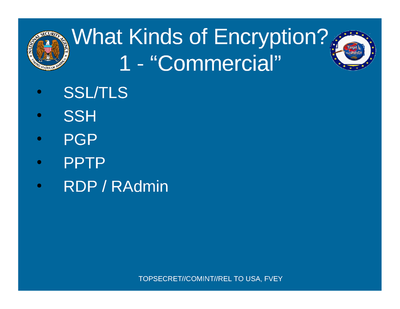 What Kinds of Encryption?
1 - “Commercial”
• SSL/TLS
• SSH
• PGP
• PPTP
• RDP / RAdmin
TOPSECRET//COMINT//REL TO USA, FVEY